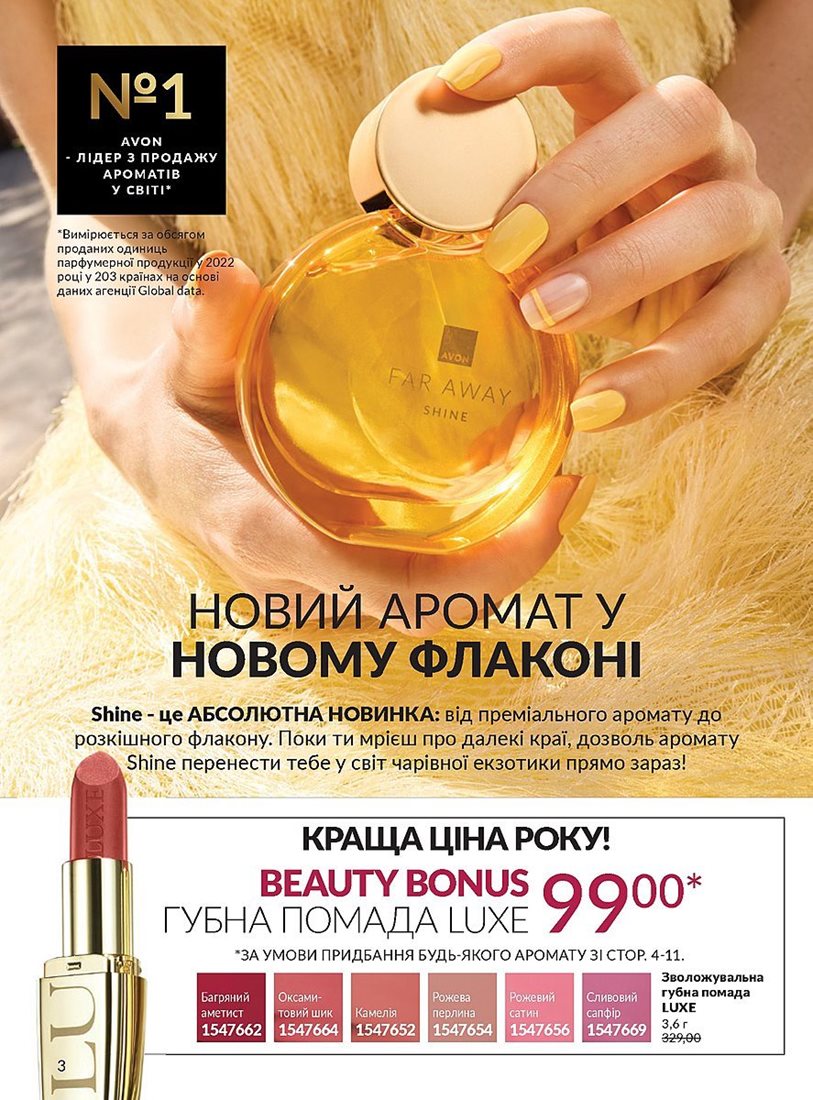 №1
AVON
- ЛІДЕР З ПРОДАЖУ
АРОМАТІВ
У СВІТІ*
*Вимірюється за обсягом
проданих одиниць
парфумерної продукції у 2022
році у 203 країнах на основі
даних агенції Global data.
AVON
FAR AWAY
SHINE
НОВИЙ АРОМАТ У
НОВОМУ ФЛАКОНІ
Shine - це АБСОЛЮТНА НОВИНКА: від преміального аромату до
розкішного флакону. Поки ти мрієш про далекі краї, дозволь аромату
Shine перенести тебе у світ чарівної екзотики прямо зараз!
LUXE
LU
КРАЩА ЦІНА РОКУ!
BEAUTY BONUS
ГУБНА ПОМАДА LUXE 9900*
*ЗА УМОВИ ПРИДБАННЯ БУДЬ-ЯКОГО АРОМАТУ ЗІ СТОР. 4-11.
Багряний
аметист
1547662
Оксами-
товий шик
1547664
Камелія
1547652
Рожева
перлина
1547654
Рожевий
сатин
1547656
Сливовий
сапфір
1547669
Зволожувальна
губна помада
LUXE
3,6 г
329,00
3